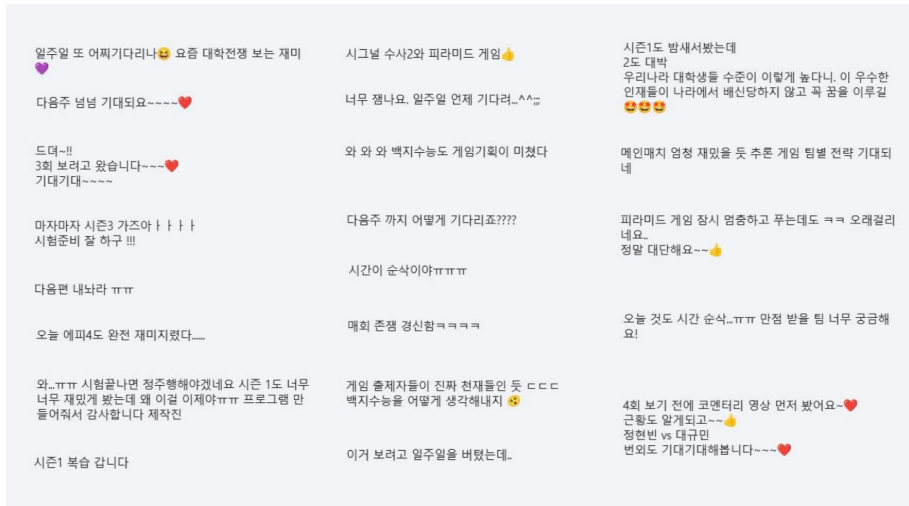 일주일 또 어찌기다리나😆 요즘 대학전쟁 보는 재미
💜
다음주 넘넘 기대되요~~~~❤️
드뎌~!!
3회 보려고 왔습니다~~~❤️
기대기대~~~~
마자마자 시즌3 가즈아ㅏㅏㅏㅏ
시험준비 잘 하구 !!!
다음편 내놔라 ㅠㅠ
오늘 에피4도 완전 재미지렸다......
와...ㅠㅠ 시험끝나면 정주행해야겠네요 시즌 1도 너무
너무 재밌게 봤는데 왜 이걸 이제야ㅠㅠ 프로그램 만
들어줘서 감사합니다 제작진
시즌1 복습 갑니다
시그널 수사2와 피라미드 게임👍
너무 잼나요. 일주일 언제 기다려...^^;;;
와 와 와 백지수능도 게임기획이 미쳤다
다음주 까지 어떻게 기다리죠????
시간이 순삭이야ㅠㅠㅠ
매회 존잼 경신함ㅋㅋㅋㅋ
게임 출제자들이 진짜 천재들인 듯 ㄷㄷㄷ
백지수능을 어떻게 생각해내지 🫨
이거 보려고 일주일을 버텼는데..
시즌1도 밤새서봤는데
2도 대박
우리나라 대학생들 수준이 이렇게 높다니. 이 우수한
인재들이 나라에서 배신당하지 않고 꼭 꿈을 이루길
🤩🤩🤩
메인매치 엄청 재밌을 듯 추론 게임 팀별 전략 기대되
네
피라미드 게임 잠시 멈춤하고 푸는데도 ㅋㅋ 오래걸리
네요..
정말 대단해요~~👍
오늘 것도 시간 순삭...ㅠㅠ 만점 받을 팀 너무 궁금해
요!
4회 보기 전에 코멘터리 영상 먼저 봤어요~❤️
근황도 알게되고~~👍
정현빈 vs 대규민
번외도 기대기대해봅니다~~~❤️